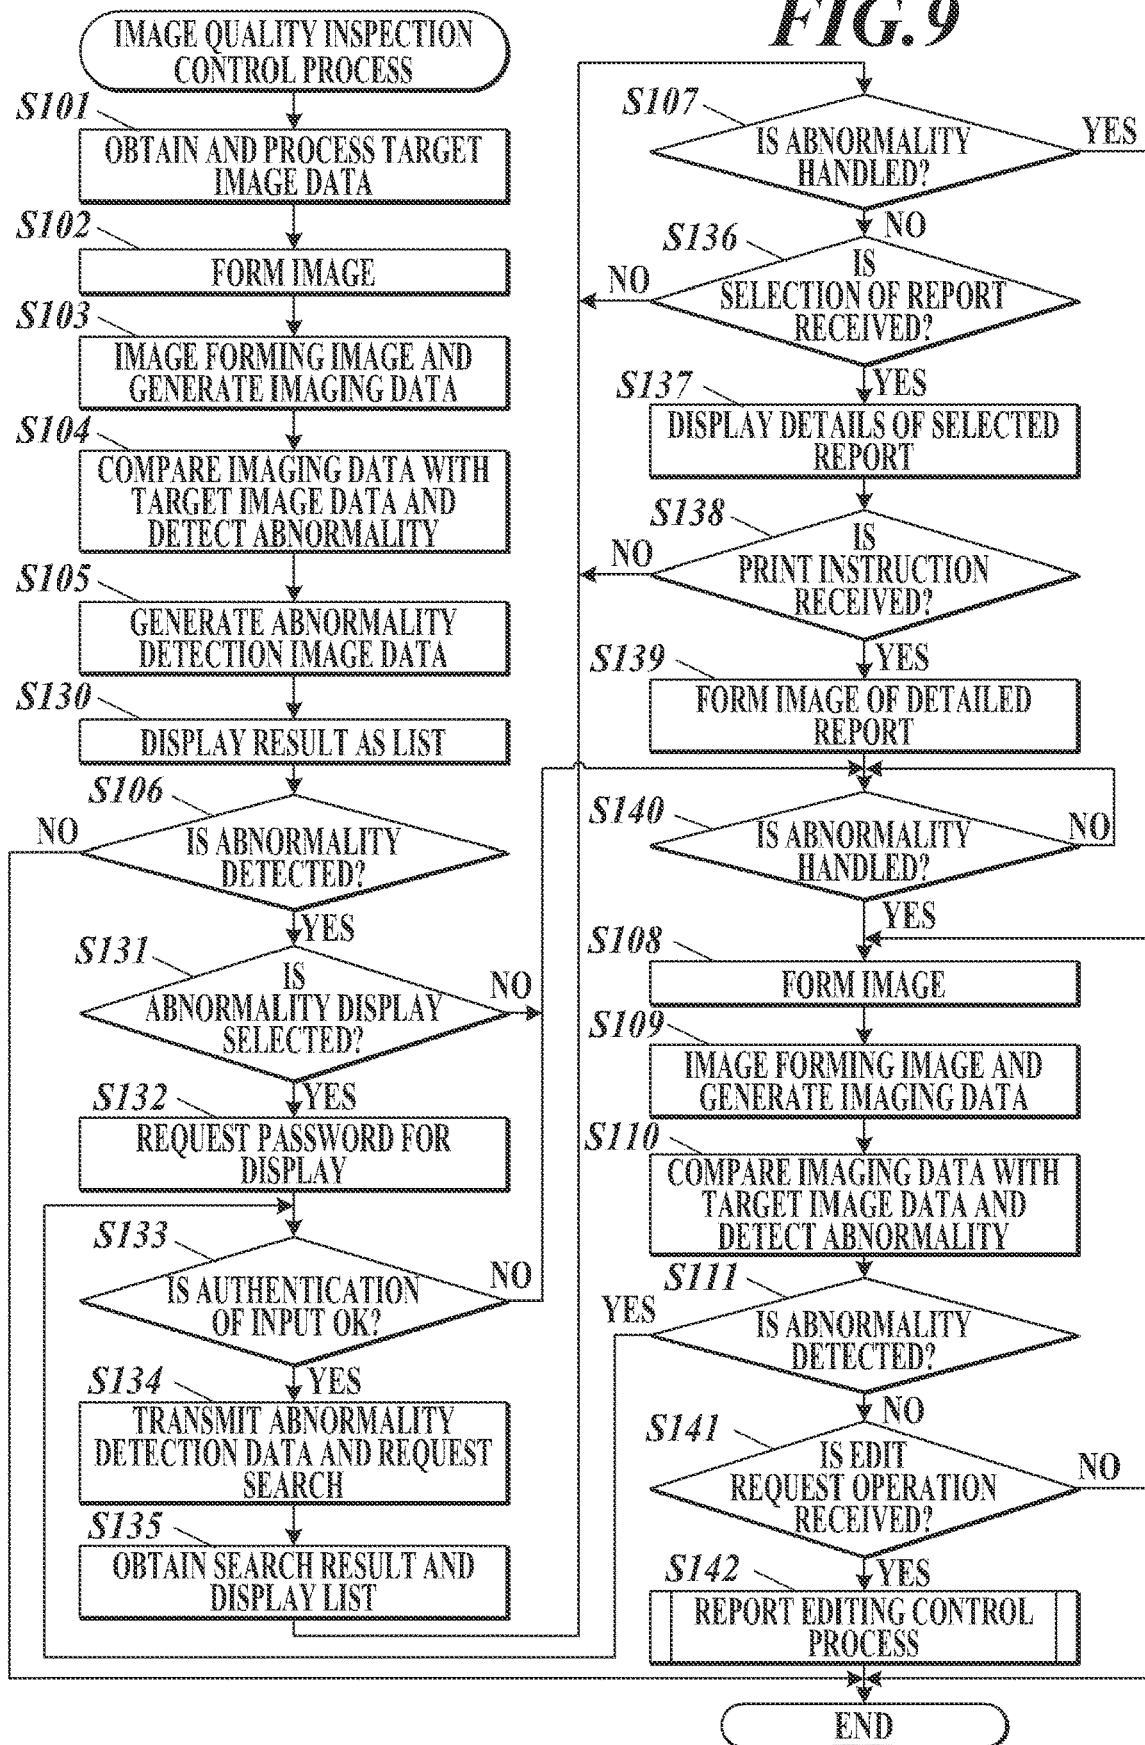 FIG.9
IMAGE QUALITY INSPECTION
CONTROL PROCESS
S101
OBTAIN AND PROCESS TARGET
IMAGE DATA
S102
FORM IMAGE
S103
IMAGE FORMING IMAGE AND
GENERATE IMAGING DATA
S104
COMPARE IMAGING DATA WITH
TARGET IMAGE DATA AND
DETECT ABNORMALITY
S105
GENERATE ABNORMALITY
DETECTION IMAGE DATA
S130
DISPLAY RESULT AS LIST
S106
NO
IS ABNORMALITY
DETECTED?
YES
S131
IS
ABNORMALITY DISPLAY
SELECTED?
NO
YES
S132
REQUEST PASSWORD FOR
DISPLAY
S133
IS AUTHENTICATION
OF INPUT OK?
NO
YES
S134
TRANSMIT ABNORMALITY
DETECTION DATA AND REQUEST
SEARCH
S135
OBTAIN SEARCH RESULT AND
DISPLAY LIST
S107
IS ABNORMALITY
HANDLED?
YES
NO
S136
IS
SELECTION OF REPORT
RECEIVED?
NO
YES
S137
DISPLAY DETAILS OF SELECTED
REPORT
S138
IS
PRINT INSTRUCTION
RECEIVED?
NO
YES
S139
FORM IMAGE OF DETAILED
REPORT
S140
IS ABNORMALITY
HANDLED?
NO
YES
S108
FORM IMAGE
S109
IMAGE FORMING IMAGE AND
GENERATE IMAGING DATA
S110
COMPARE IMAGING DATA WITH
TARGET IMAGE DATA AND
DETECT ABNORMALITY
S111
YES
IS ABNORMALITY
DETECTED?
NO
S141
IS EDIT
REQUEST OPERATION
RECEIVED?
NO
YES
S142
REPORT EDITING CONTROL
PROCESS
END